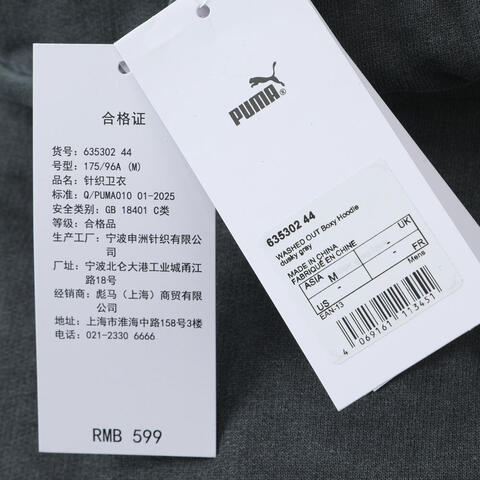 合格证
货号: 635302 44
号型: 175/96A (M)
品名: 针织卫衣
标准: Q/PUMA010 01-2025
安全类别: GB 18401 C类
等级: 合格品
生产工厂: 宁波申洲针织有限公
司
厂址: 宁波北仑大港工业城甬江
路18号
经销商: 彪马（上海）商贸有限
公司
地址: 上海市淮海中路158号3楼
电话: 021-2330 6666
RMB 599
PUMA®
635302 44
WASHED OUT Boxy Hoodie
dusky gray
MADE IN CHINA
FABRIQUÉ EN CHINE
ASIA M - UK
US - - FR
EAN-13 Mens
4 069161 113451